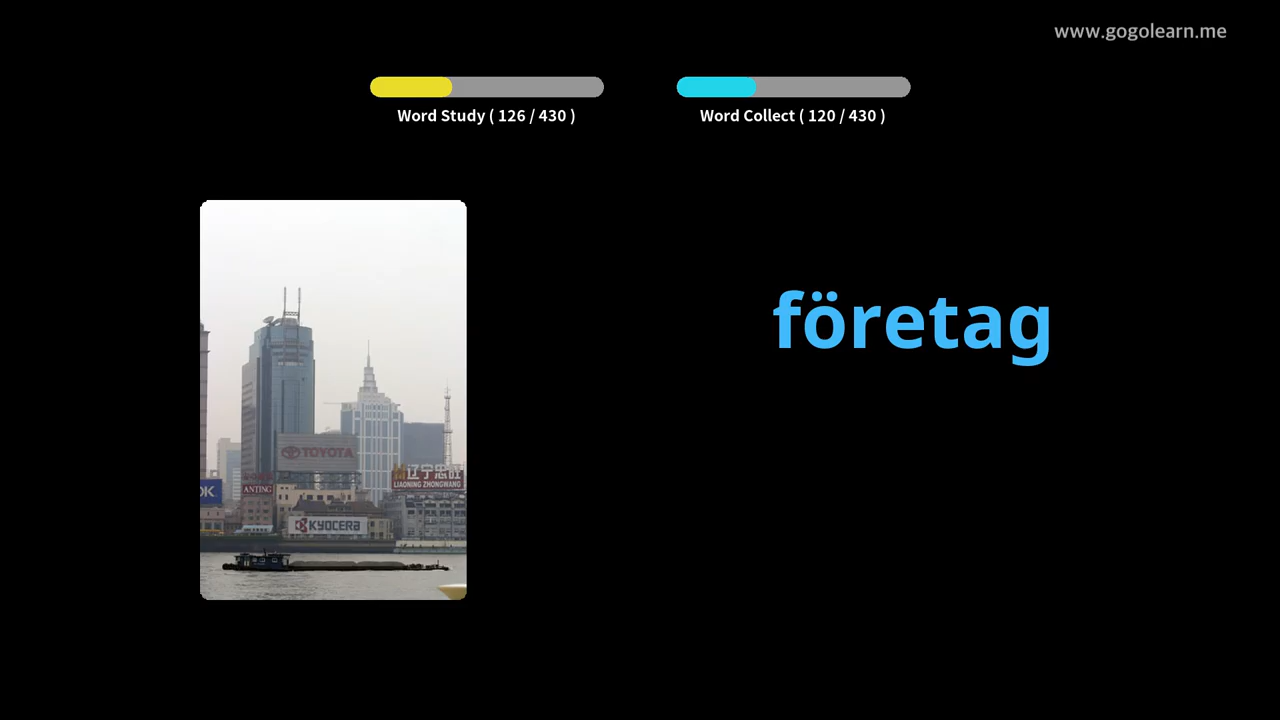 www.gogolearn.me
Word Study ( 126 / 430 )
Word Collect ( 120 / 430 )
företag
TOYOTA
辽宁忠旺
LIAONING ZHONGWANG
ANTING
OK
KYOCERA